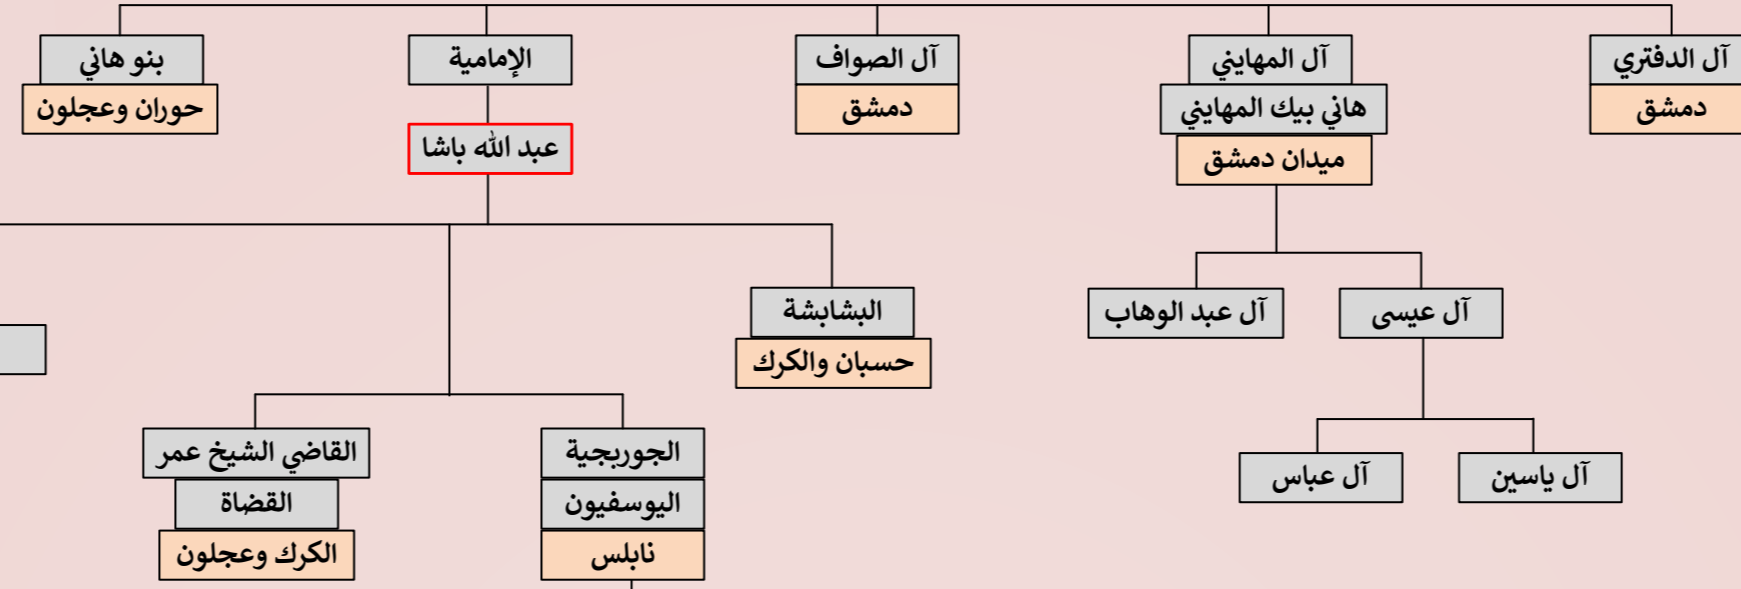 آل الدفتري
دمشق
آل المهايني
هاني بيك المهايني
ميدان دمشق
آل الصواف
دمشق
الإمامية
عبد الله باشا
بنو هاني
حوران وعجلون
آل عيسى
آل عبد الوهاب
البشابشة
حسبان والكرك
آل ياسين
آل عباس
الجوربجية
اليوسفيون
نابلس
القاضي الشيخ عمر
القضاة
الكرك وعجلون